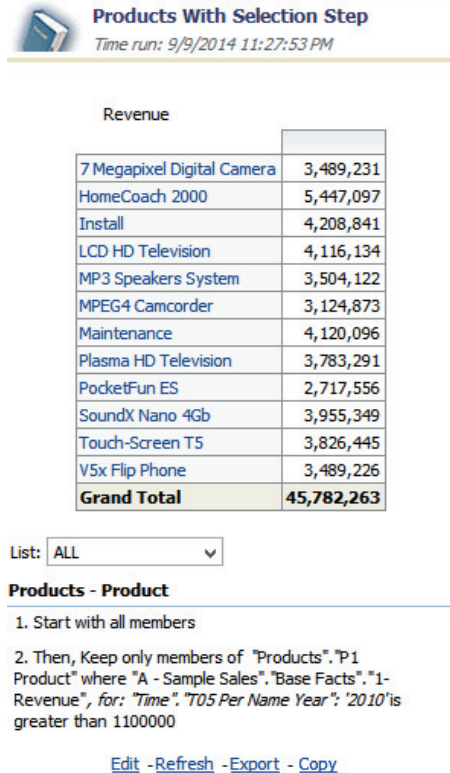 Products With Selection Step
Time run: 9/9/2014 11:27:53 PM
Revenue
7 Megapixel Digital Camera 3,489,231
HomeCoach 2000 5,447,097
Install 4,208,841
LCD HD Television 4,116,134
MP3 Speakers System 3,504,122
MPEG4 Camcorder 3,124,873
Maintenance 4,120,096
Plasma HD Television 3,783,291
PocketFun ES 2,717,556
SoundX Nano 4Gb 3,955,349
Touch-Screen T5 3,826,445
V5x Flip Phone 3,489,226
Grand Total 45,782,263
List: ALL
Products - Product
1. Start with all members
2. Then, Keep only members of "Products"."P1
Product" where "A - Sample Sales"."Base Facts"."1-
Revenue", for: "Time"."T05 Per Name Year": '2010' is
greater than 1100000
Edit - Refresh - Export - Copy